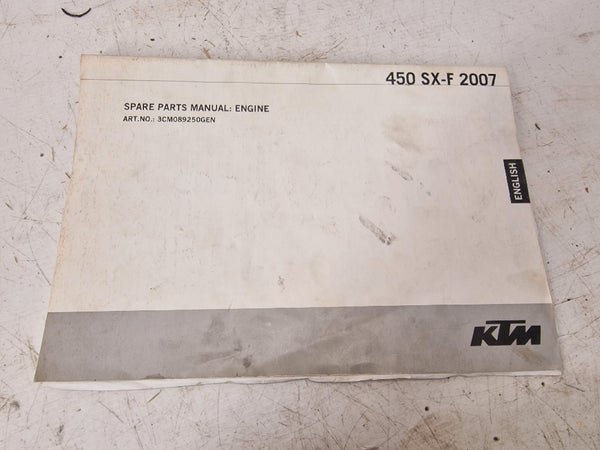 450 SX-F 2007
SPARE PARTS MANUAL: ENGINE
ART.NO.: 3CM089250GEN
ENGLISH
KTM